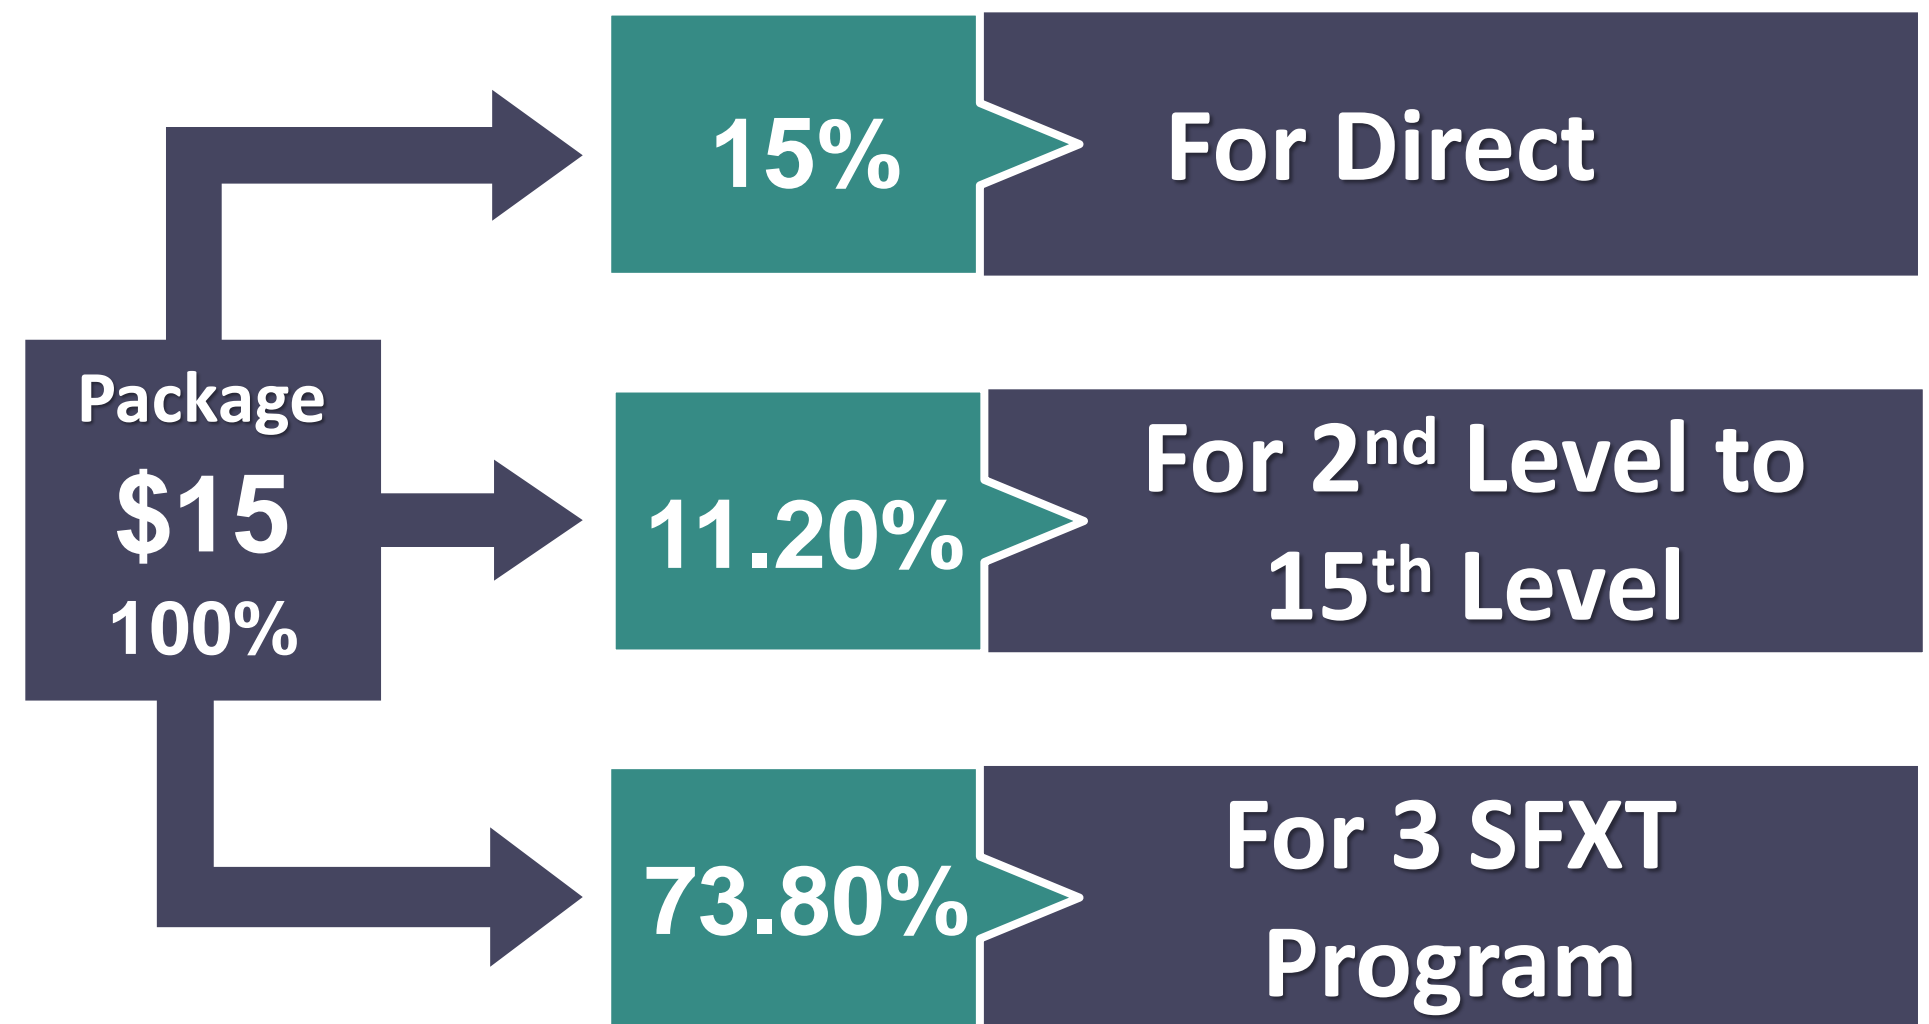 15%
For Direct
Package
$15
100%
11.20%
For 2nd Level to
15th Level
73.80%
For 3 SFXT
Program